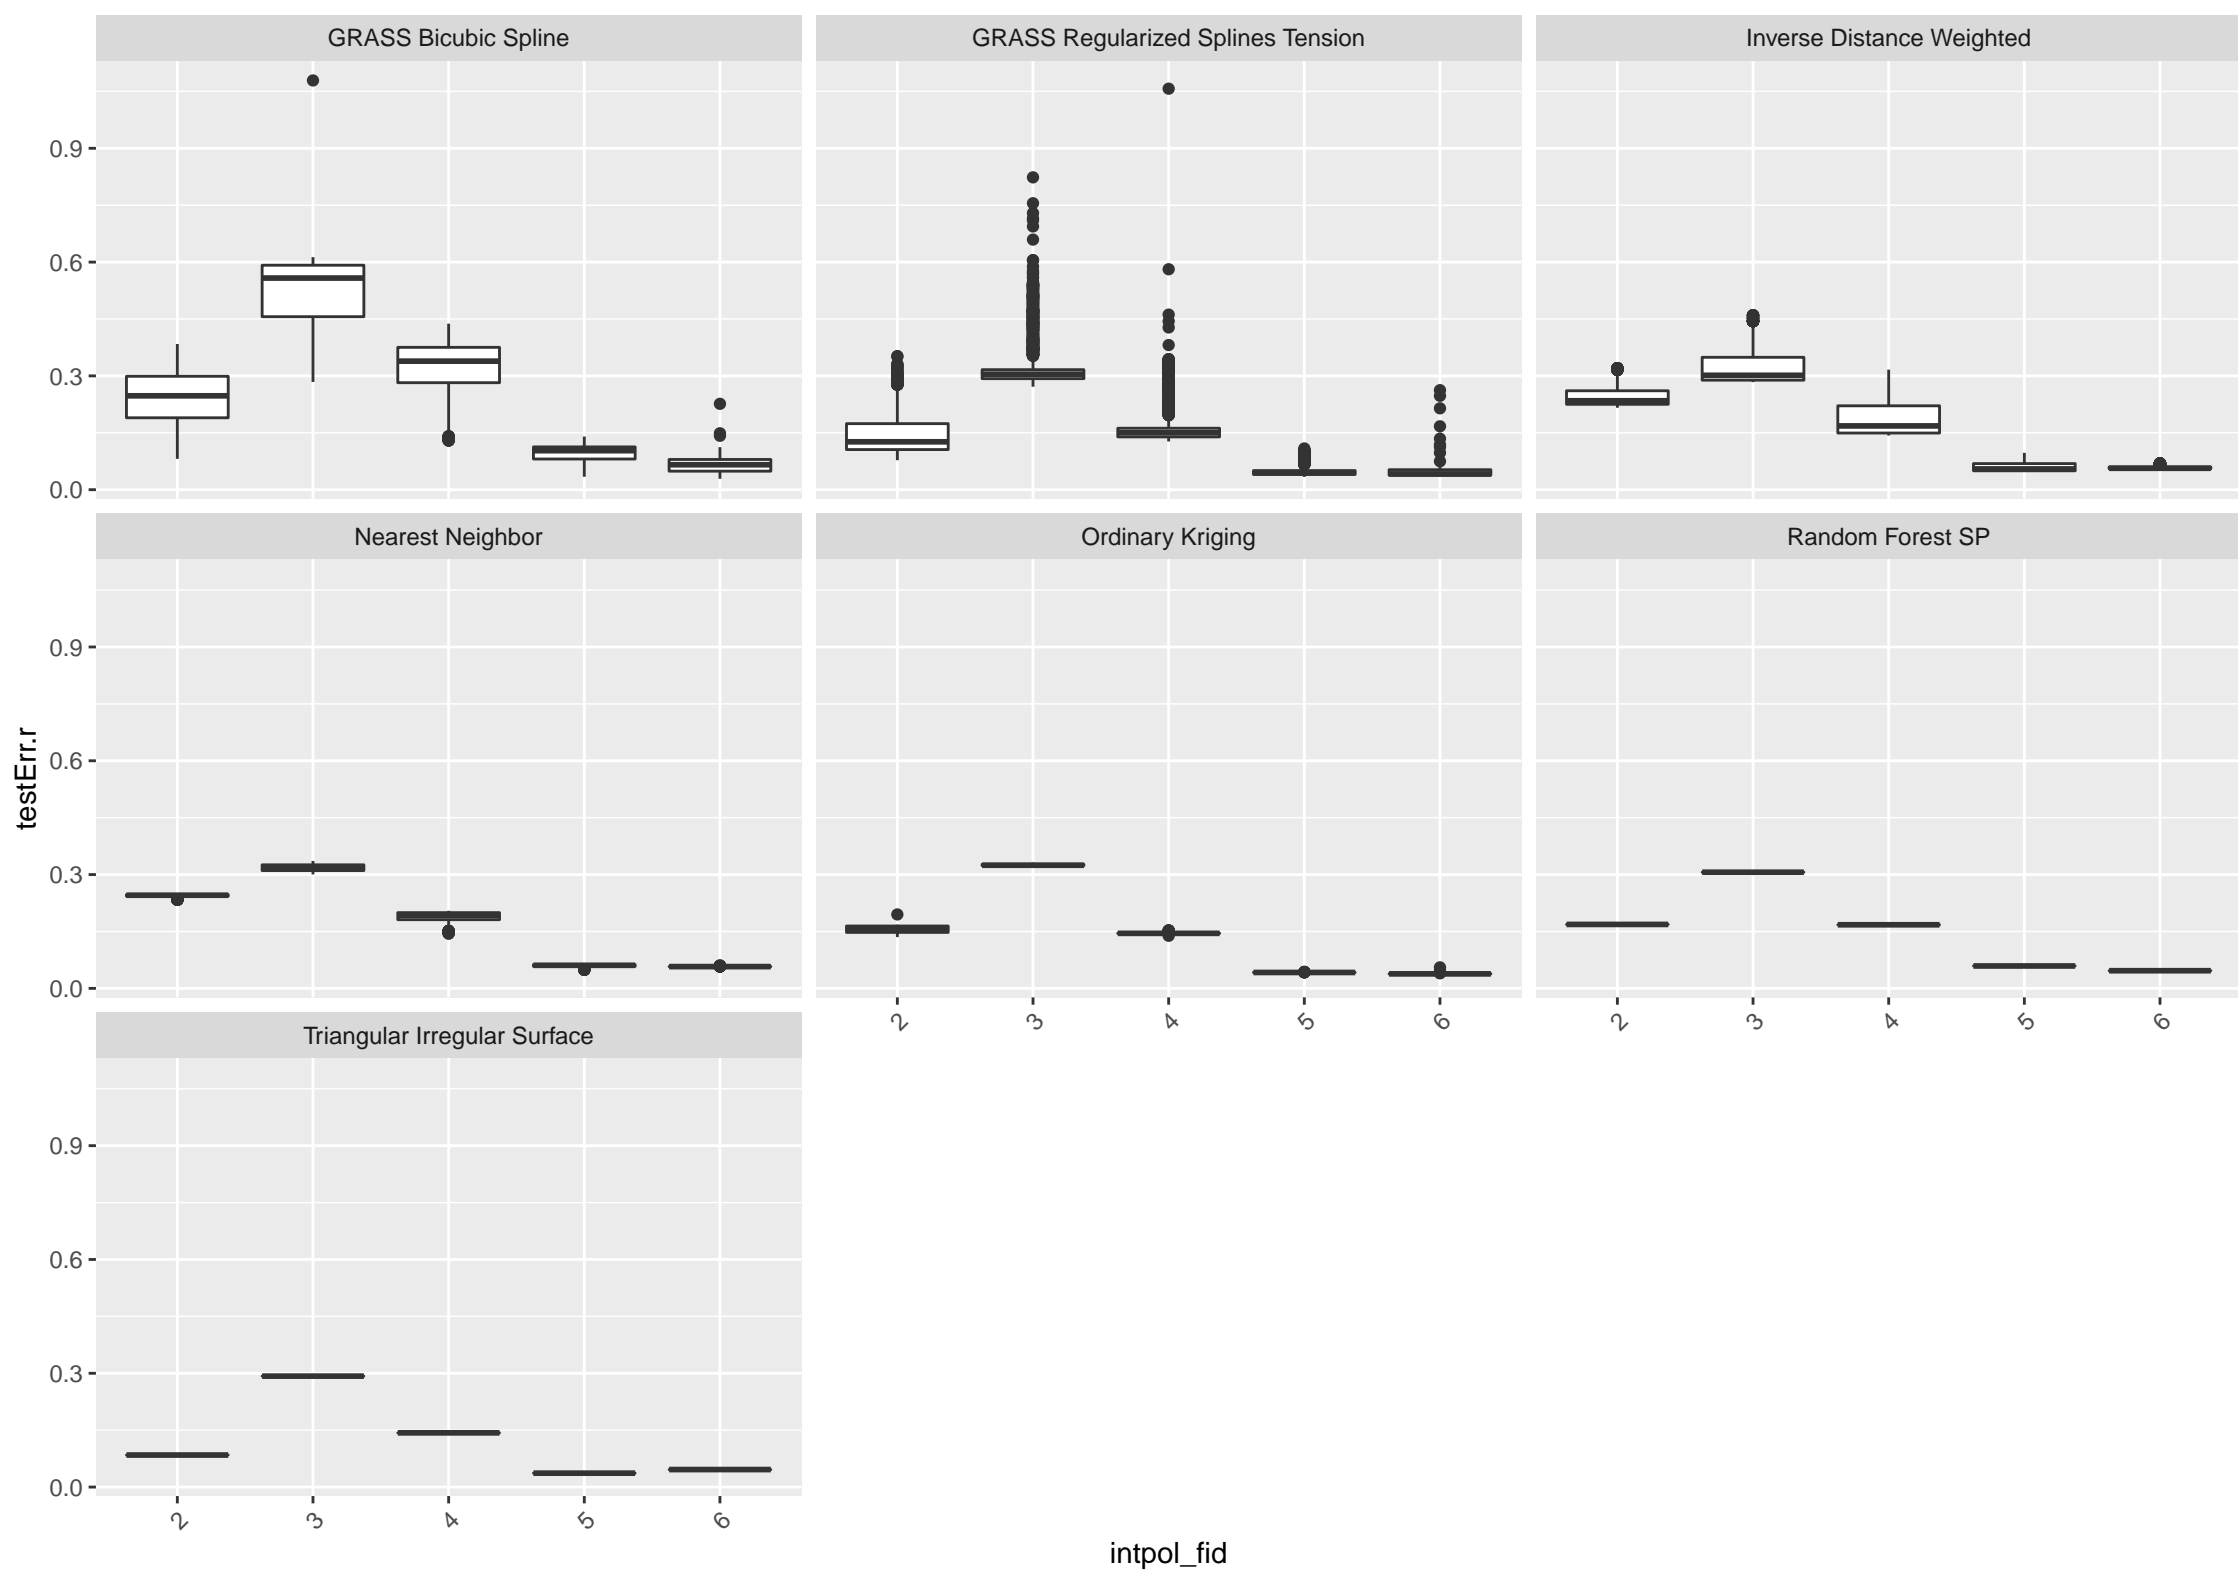 GRASS Bicubic Spline
GRASS Regularized Splines Tension
Inverse Distance Weighted
0.9
0.6
0.3
0.0
Nearest Neighbor
Ordinary Kriging
Random Forest SP
0.9
0.6
0.3
0.0
2 3 4 5 6
2 3 4 5 6
Triangular Irregular Surface
0.9
0.6
0.3
0.0
2 3 4 5 6
testErr.r
intpol_fid